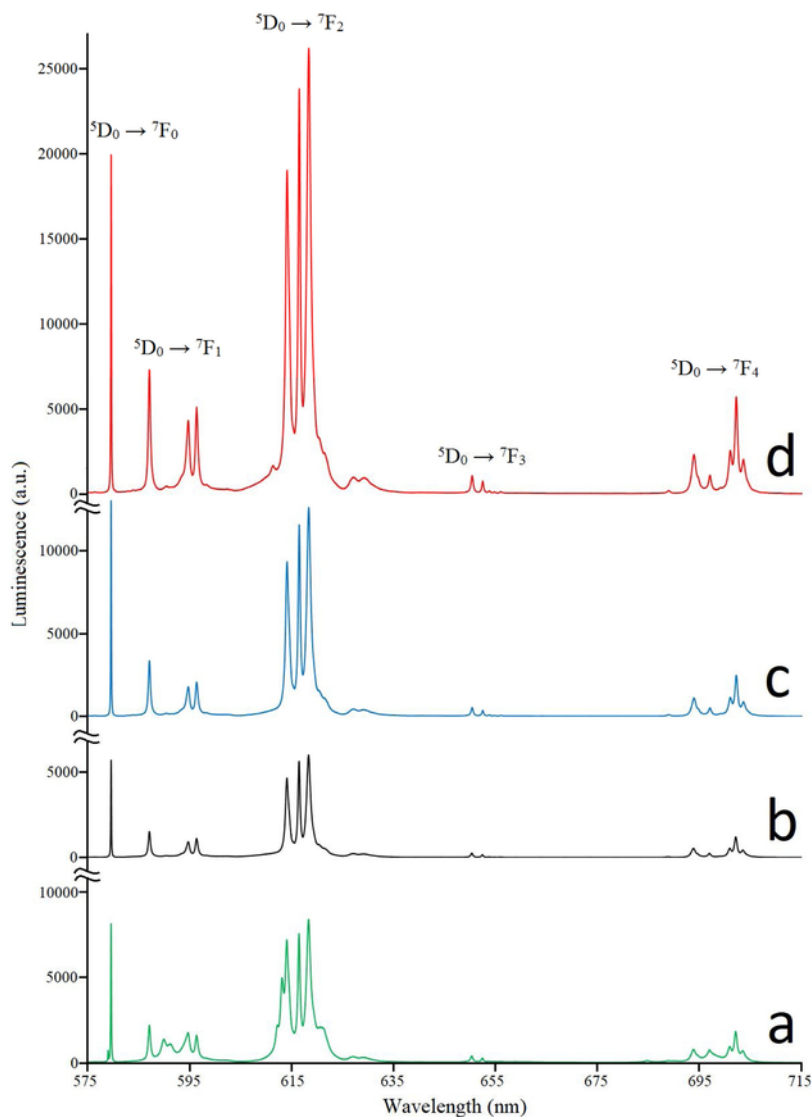 ⁵D₀ → ⁷F₂
25000
⁵D₀ → ⁷F₀
20000
15000
10000
⁵D₀ → ⁷F₁
⁵D₀ → ⁷F₄
5000
⁵D₀ → ⁷F₃
d
0
Luminescence (a.u.)
10000
5000
c
0
5000
b
0
10000
5000
a
0
575 595 615 635 655 675 695 715
Wavelength (nm)